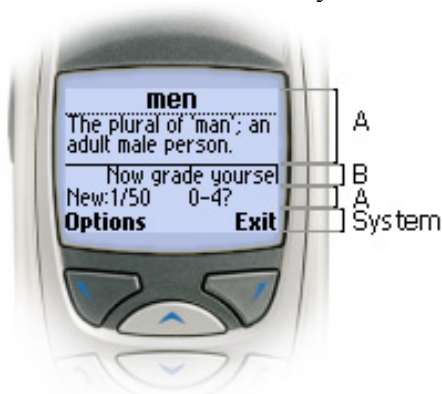 men
The plural of 'man'; an
adult male person.
Now grade yoursel
New:1/50 0-4?
Options Exit
A
B
A
System